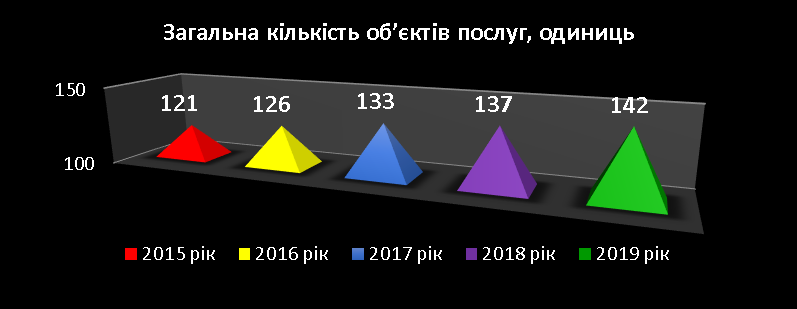 Загальна кількість об’єктів послуг, одиниць
150
100
121
126
133
137
142
2015 рік
2016 рік
2017 рік
2018 рік
2019 рік